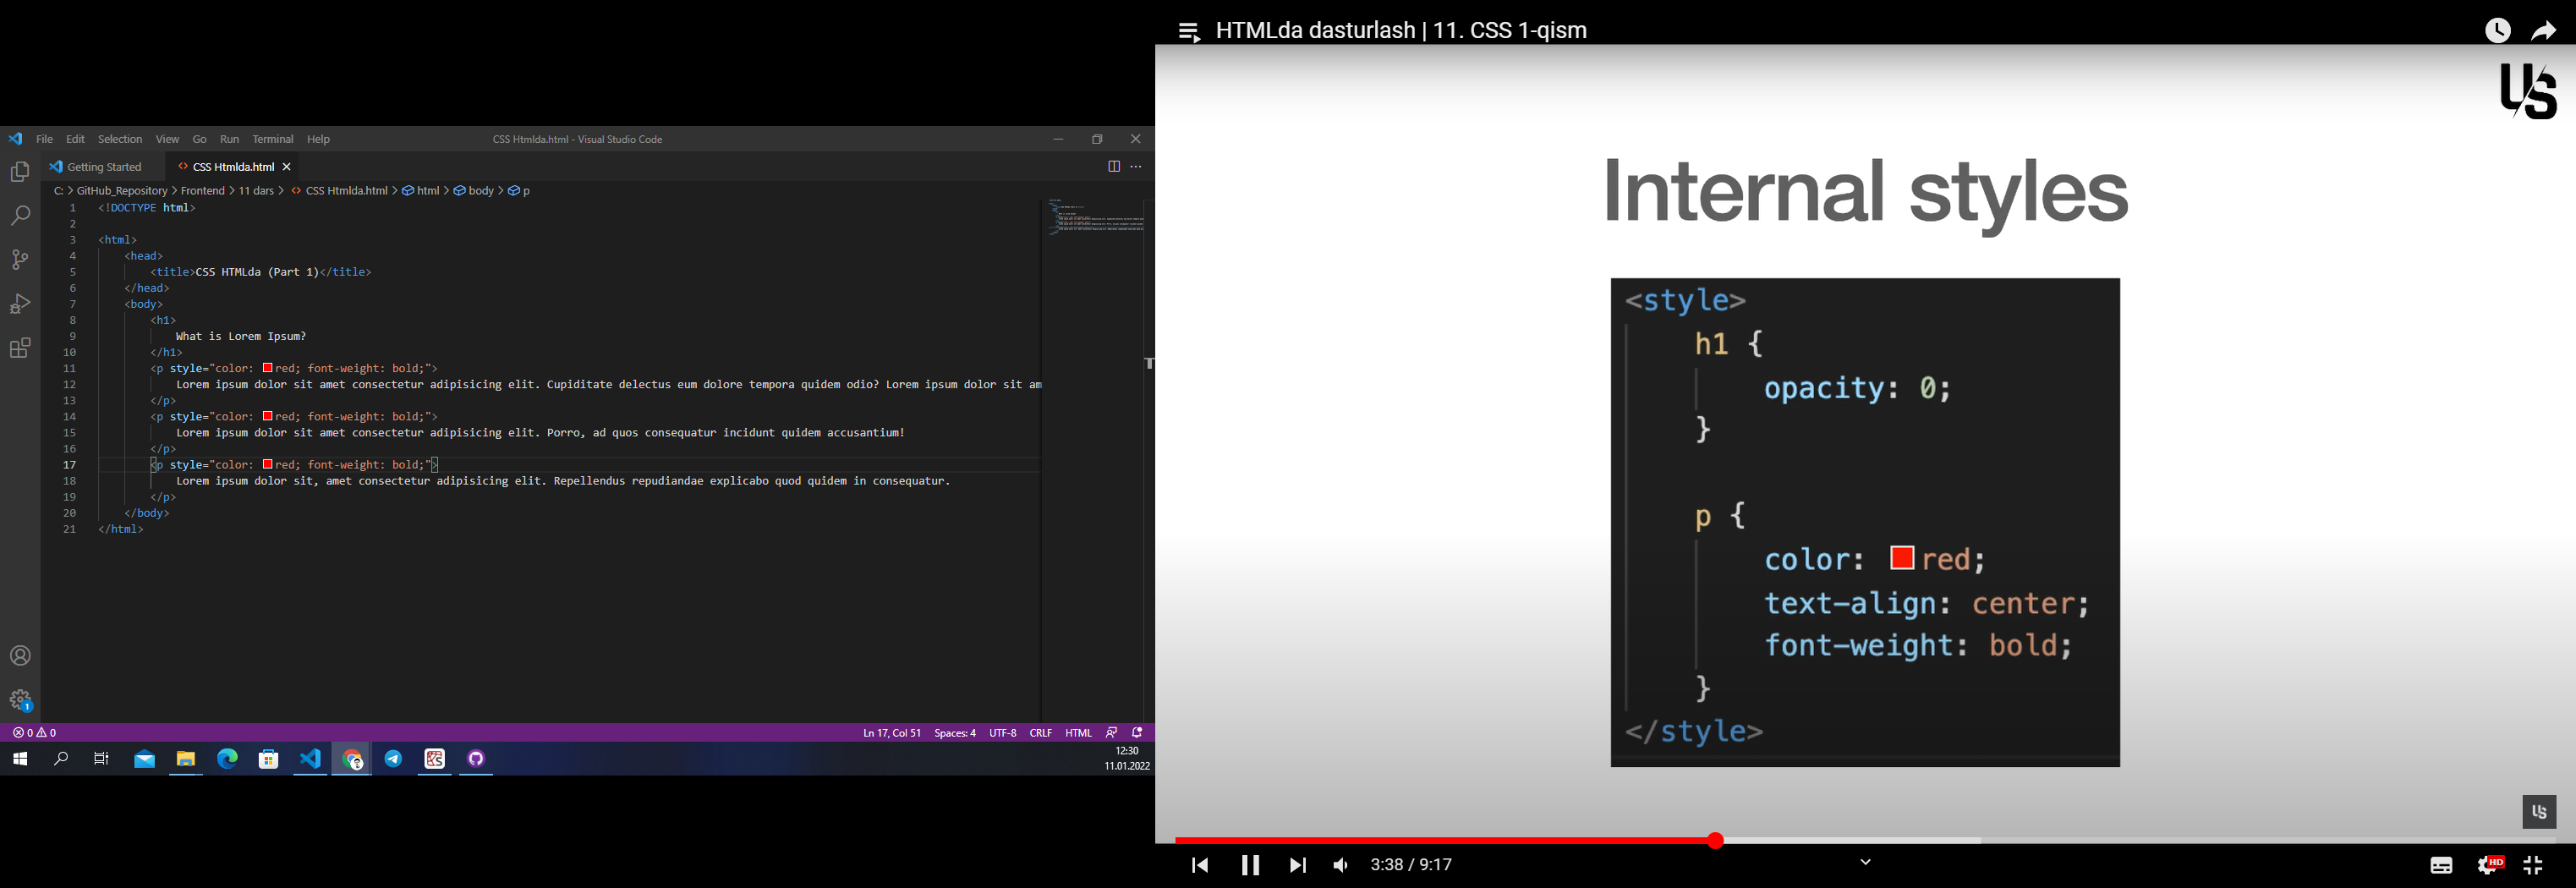 File Edit Selection View Go Run Terminal Help
CSS Htmlda.html - Visual Studio Code
Getting Started
CSS Htmlda.html
C: > GitHub_Repository > Frontend > 11 dars > CSS Htmlda.html > html > body > p
1 <!DOCTYPE html>
2
3 <html>
4 <head>
5 <title>CSS HTMLda (Part 1)</title>
6 </head>
7 <body>
8 <h1>
9 What is Lorem Ipsum?
10 </h1>
11 <p style="color: red; font-weight: bold;">
12 Lorem ipsum dolor sit amet consectetur adipisicing elit. Cupiditate delectus eum dolore tempora quidem odio? Lorem ipsum dolor sit am
13 </p>
14 <p style="color: red; font-weight: bold;">
15 Lorem ipsum dolor sit amet consectetur adipisicing elit. Porro, ad quos consequatur incidunt quidem accusantium!
16 </p>
17 <p style="color: red; font-weight: bold;">
18 Lorem ipsum dolor sit, amet consectetur adipisicing elit. Repellendus repudiandae explicabo quod quidem in consequatur.
19 </p>
20 </body>
21 </html>
1
0 0
Ln 17, Col 51 Spaces: 4 UTF-8 CRLF HTML
12:30
11.01.2022
HTMLda dasturlash | 11. CSS 1-qism
US
Internal styles
<style>
h1 {
opacity: 0;
}
p {
color: red;
text-align: center;
font-weight: bold;
}
</style>
US
3:38 / 9:17
HD